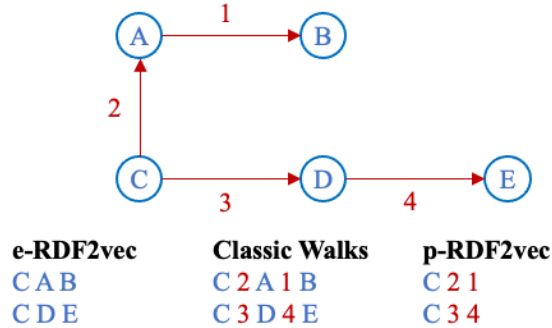 1
A B
2
C D E
3 4
e-RDF2vec Classic Walks p-RDF2vec
C A B C 2 A 1 B C 2 1
C D E C 3 D 4 E C 3 4